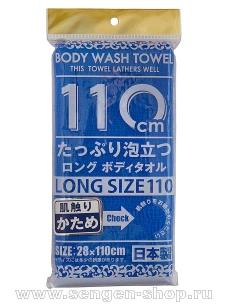 BODY WASH TOWEL
THIS TOWEL LATHERS WELL
110cm
たっぷり泡立つ
ロング ボディタオル
LONG SIZE 110
肌触り
かため
Check
SIZE:28×110cm
日本製
www.sengen-shop.ru